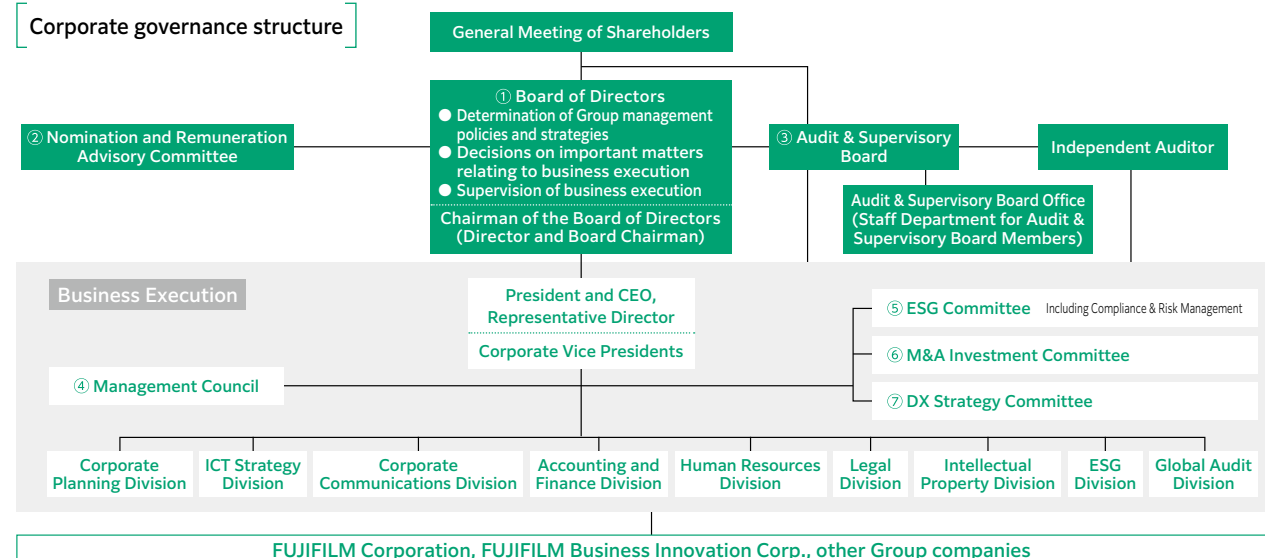 Corporate governance structure
General Meeting of Shareholders
① Board of Directors
● Determination of Group management
policies and strategies
● Decisions on important matters
relating to business execution
● Supervision of business execution
Chairman of the Board of Directors
(Director and Board Chairman)
② Nomination and Remuneration
Advisory Committee
③ Audit & Supervisory
Board
Independent Auditor
Audit & Supervisory Board Office
(Staff Department for Audit &
Supervisory Board Members)
Business Execution
President and CEO,
Representative Director
Corporate Vice Presidents
④ Management Council
⑤ ESG Committee Including Compliance & Risk Management
⑥ M&A Investment Committee
⑦ DX Strategy Committee
Corporate
Planning Division
ICT Strategy
Division
Corporate
Communications Division
Accounting and
Finance Division
Human Resources
Division
Legal
Division
Intellectual
Property Division
ESG
Division
Global Audit
Division
FUJIFILM Corporation, FUJIFILM Business Innovation Corp., other Group companies